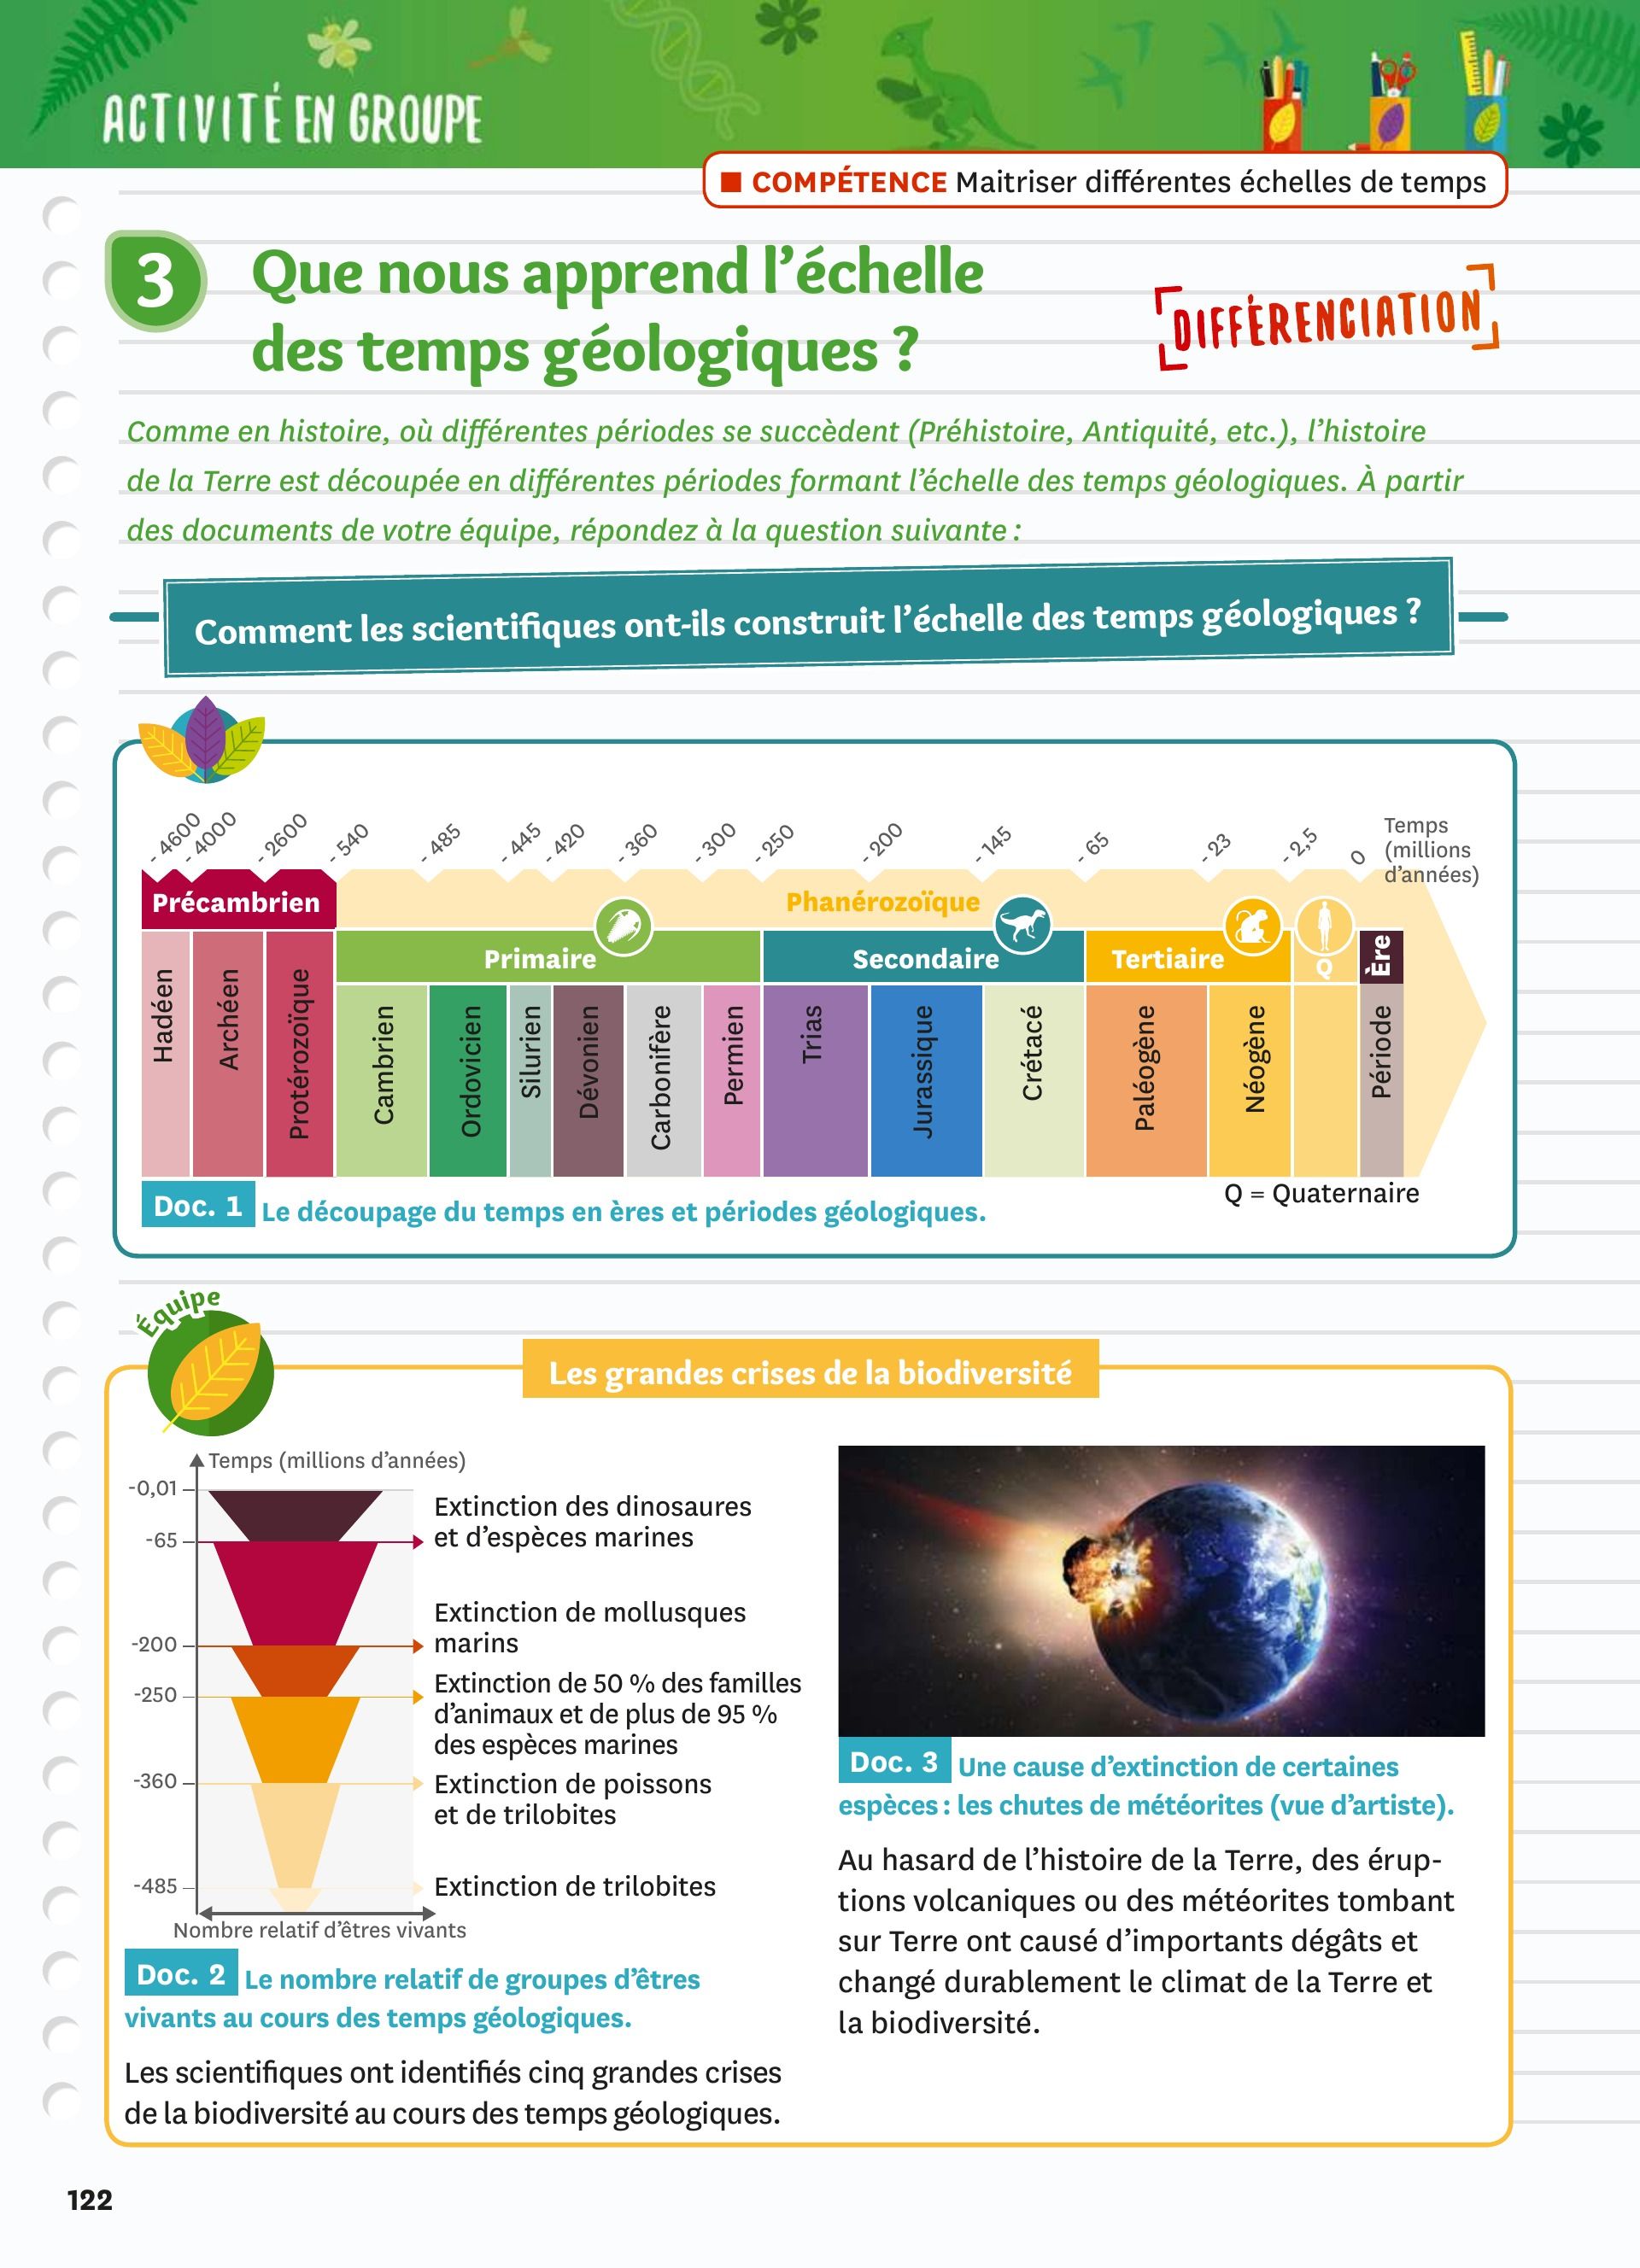 ACTIVITÉ EN GROUPE
■ COMPÉTENCE Maitriser différentes échelles de temps
3
Que nous apprend l’échelle
des temps géologiques ?
DIFFÉRENCIATION
Comme en histoire, où différentes périodes se succèdent (Préhistoire, Antiquité, etc.), l’histoire
de la Terre est découpée en différentes périodes formant l’échelle des temps géologiques. À partir
des documents de votre équipe, répondez à la question suivante :
Comment les scientifiques ont-ils construit l’échelle des temps géologiques ?
- 4600
- 4000
- 2600
- 540
- 485
- 445
- 420
- 360
- 300
- 250
- 200
- 145
- 65
- 23
- 2,5
0
Temps
(millions
d’années)
Précambrien
Phanérozoïque
Primaire
Secondaire
Tertiaire
Q
Ère
Hadéen
Archéen
Protérozoïque
Cambrien
Ordovicien
Silurien
Dévonien
Carbonifère
Permien
Trias
Jurassique
Crétacé
Paléogène
Néogène
Période
Q = Quaternaire
Doc. 1 Le découpage du temps en ères et périodes géologiques.
Équipe
Les grandes crises de la biodiversité
Temps (millions d’années)
-0,01
-65
-200
-250
-360
-485
Extinction des dinosaures
et d’espèces marines
Extinction de mollusques
marins
Extinction de 50 % des familles
d’animaux et de plus de 95 %
des espèces marines
Extinction de poissons
et de trilobites
Extinction de trilobites
Nombre relatif d’êtres vivants
Doc. 2 Le nombre relatif de groupes d’êtres
vivants au cours des temps géologiques.
Les scientifiques ont identifiés cinq grandes crises
de la biodiversité au cours des temps géologiques.
Doc. 3 Une cause d’extinction de certaines
espèces : les chutes de météorites (vue d’artiste).
Au hasard de l’histoire de la Terre, des érup-
tions volcaniques ou des météorites tombant
sur Terre ont causé d’importants dégâts et
changé durablement le climat de la Terre et
la biodiversité.
122